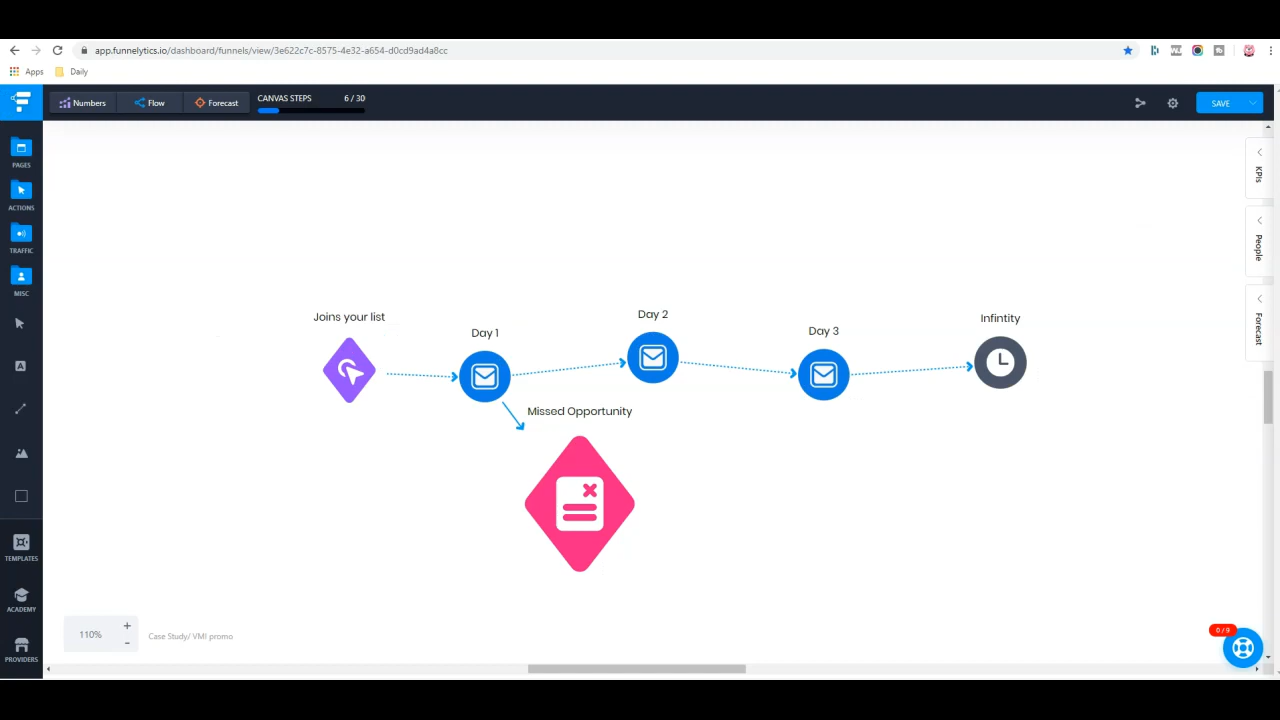 app.funnelytics.io/dashboard/funnels/view/3e622c7c-8575-4e32-a654-d0cd9ad4a8cc
Apps
Daily
Numbers
Flow
Forecast
CANVAS STEPS
6 / 30
SAVE
PAGES
ACTIONS
TRAFFIC
MISC
TEMPLATES
ACADEMY
PROVIDERS
KPIs
People
Forecast
Joins your list
Day 1
Day 2
Day 3
Infintity
Missed Opportunity
110%
+
-
Case Study/ VMI promo
0 / 9